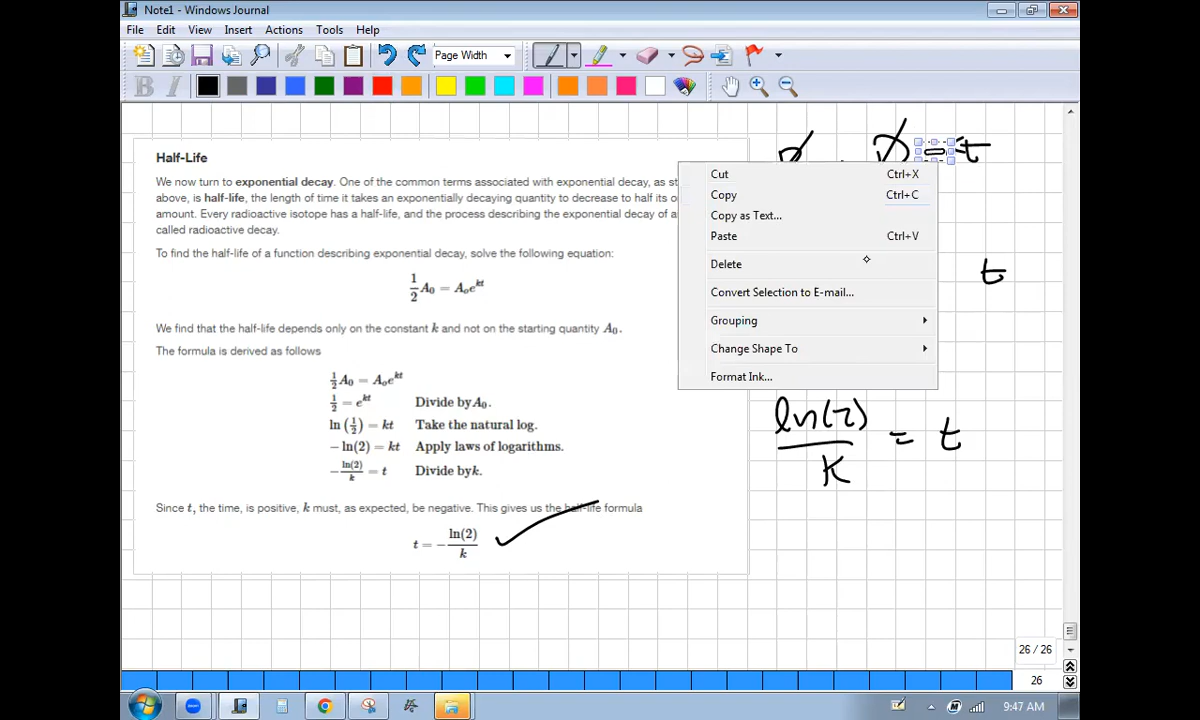 Note1 - Windows Journal
File Edit View Insert Actions Tools Help
Page Width
B I
Half-Life
We now turn to exponential decay. One of the common terms associated with exponential decay, as st
above, is half-life, the length of time it takes an exponentially decaying quantity to decrease to half its o
amount. Every radioactive isotope has a half-life, and the process describing the exponential decay of a
called radioactive decay.
To find the half-life of a function describing exponential decay, solve the following equation:
1/2 A₀ = Aₒe^kt
We find that the half-life depends only on the constant k and not on the starting quantity A₀.
The formula is derived as follows
1/2 A₀ = Aₒe^kt
1/2 = e^kt Divide by A₀.
ln (1/2) = kt Take the natural log.
− ln(2) = kt Apply laws of logarithms.
− ln(2)/k = t Divide by k.
Since t, the time, is positive, k must, as expected, be negative. This gives us the half-life formula
t = − ln(2)/k
= t
Cut Ctrl+X
Copy Ctrl+C
Copy as Text...
Paste Ctrl+V
Delete
Convert Selection to E-mail...
Grouping
Change Shape To
Format Ink...
t
ln(2)/k = t
26 / 26
26
9:47 AM